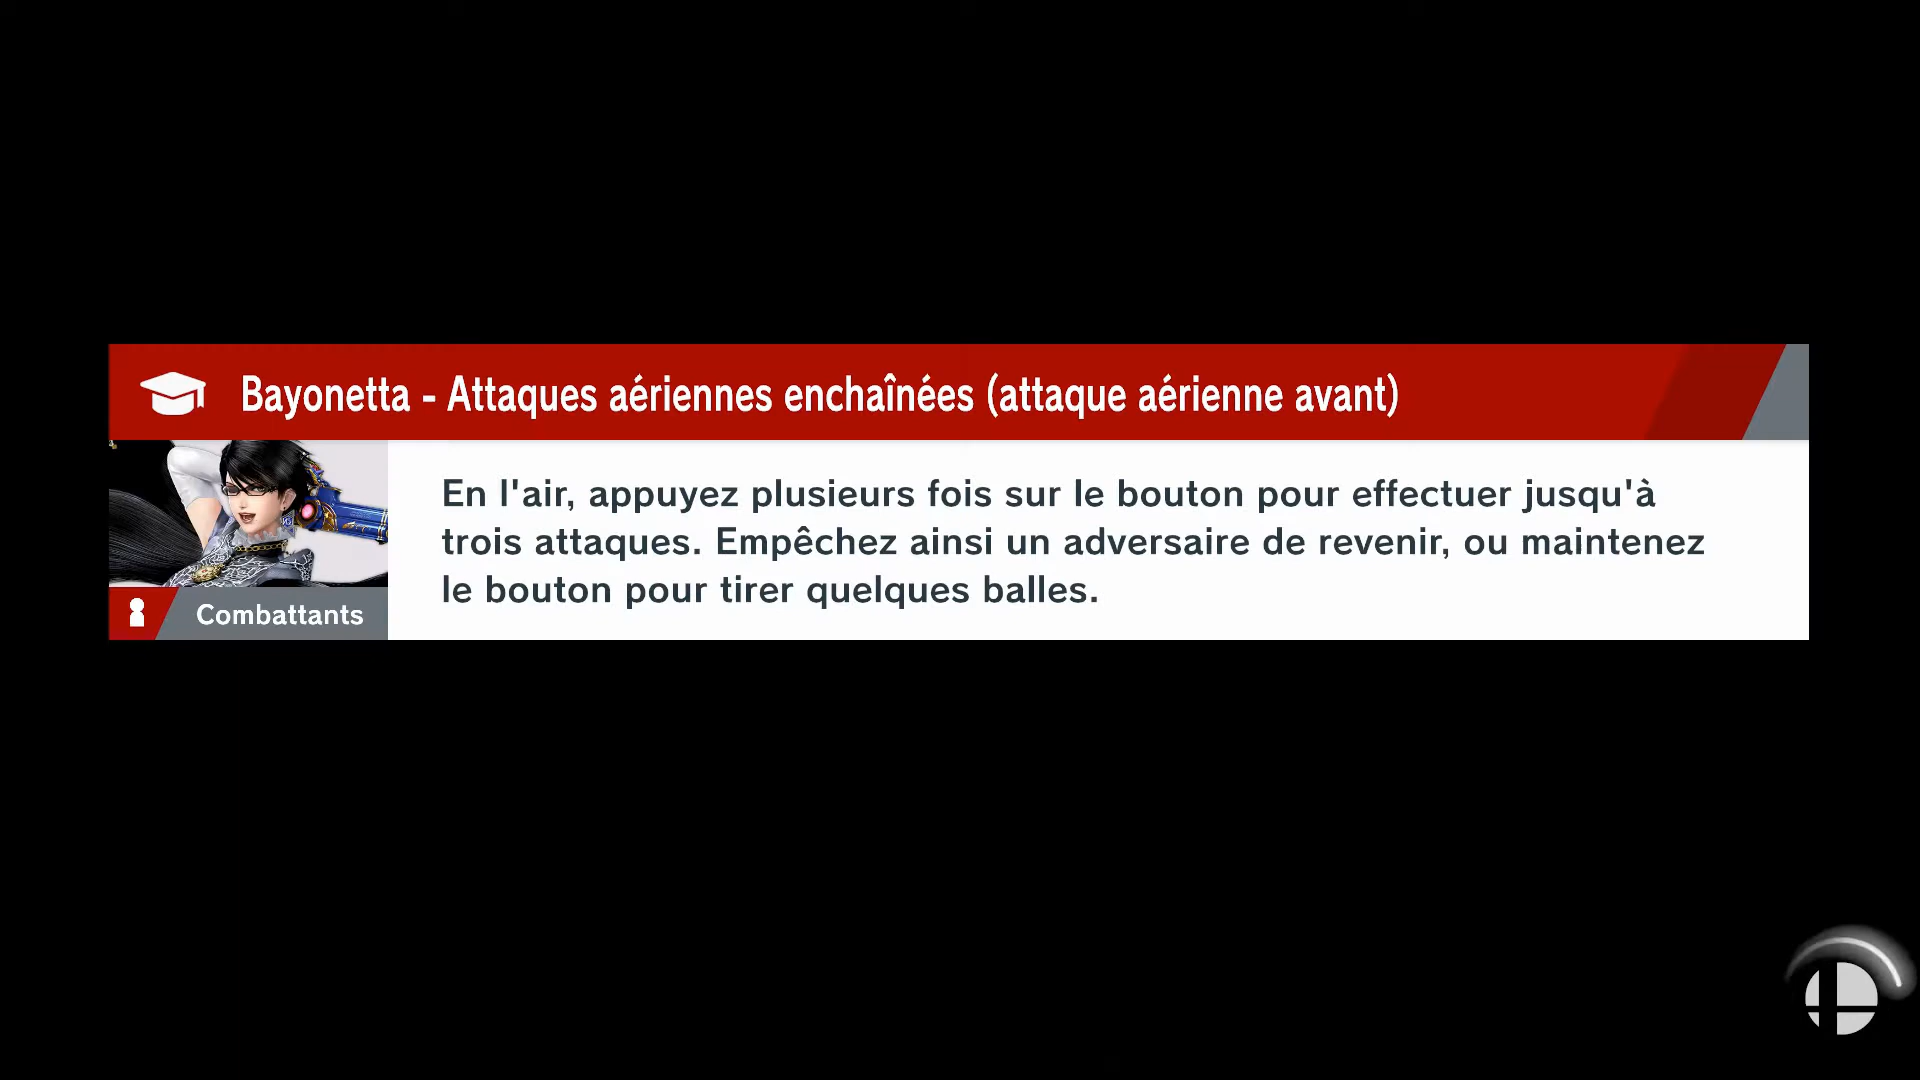 Bayonetta - Attaques aériennes enchaînées (attaque aérienne avant)
En l'air, appuyez plusieurs fois sur le bouton pour effectuer jusqu'à
trois attaques. Empêchez ainsi un adversaire de revenir, ou maintenez
le bouton pour tirer quelques balles.
Combattants